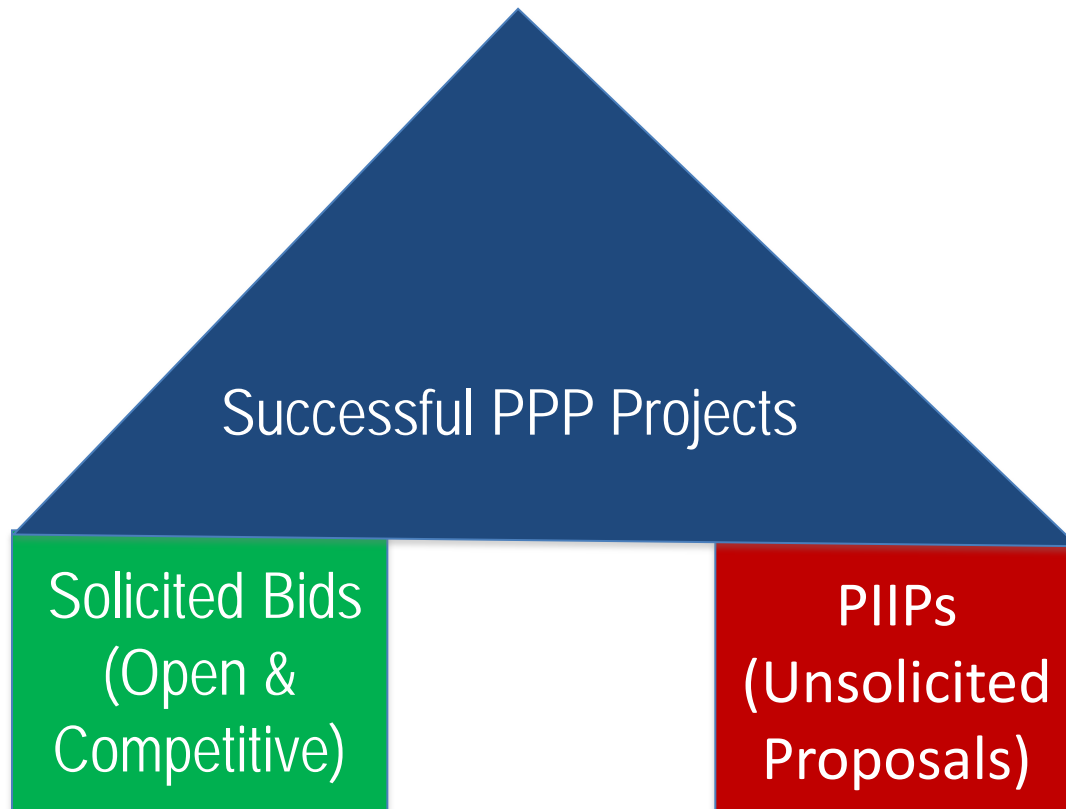 Successful PPP Projects
Solicited Bids
(Open &
Competitive)
PIIPs
(Unsolicited
Proposals)